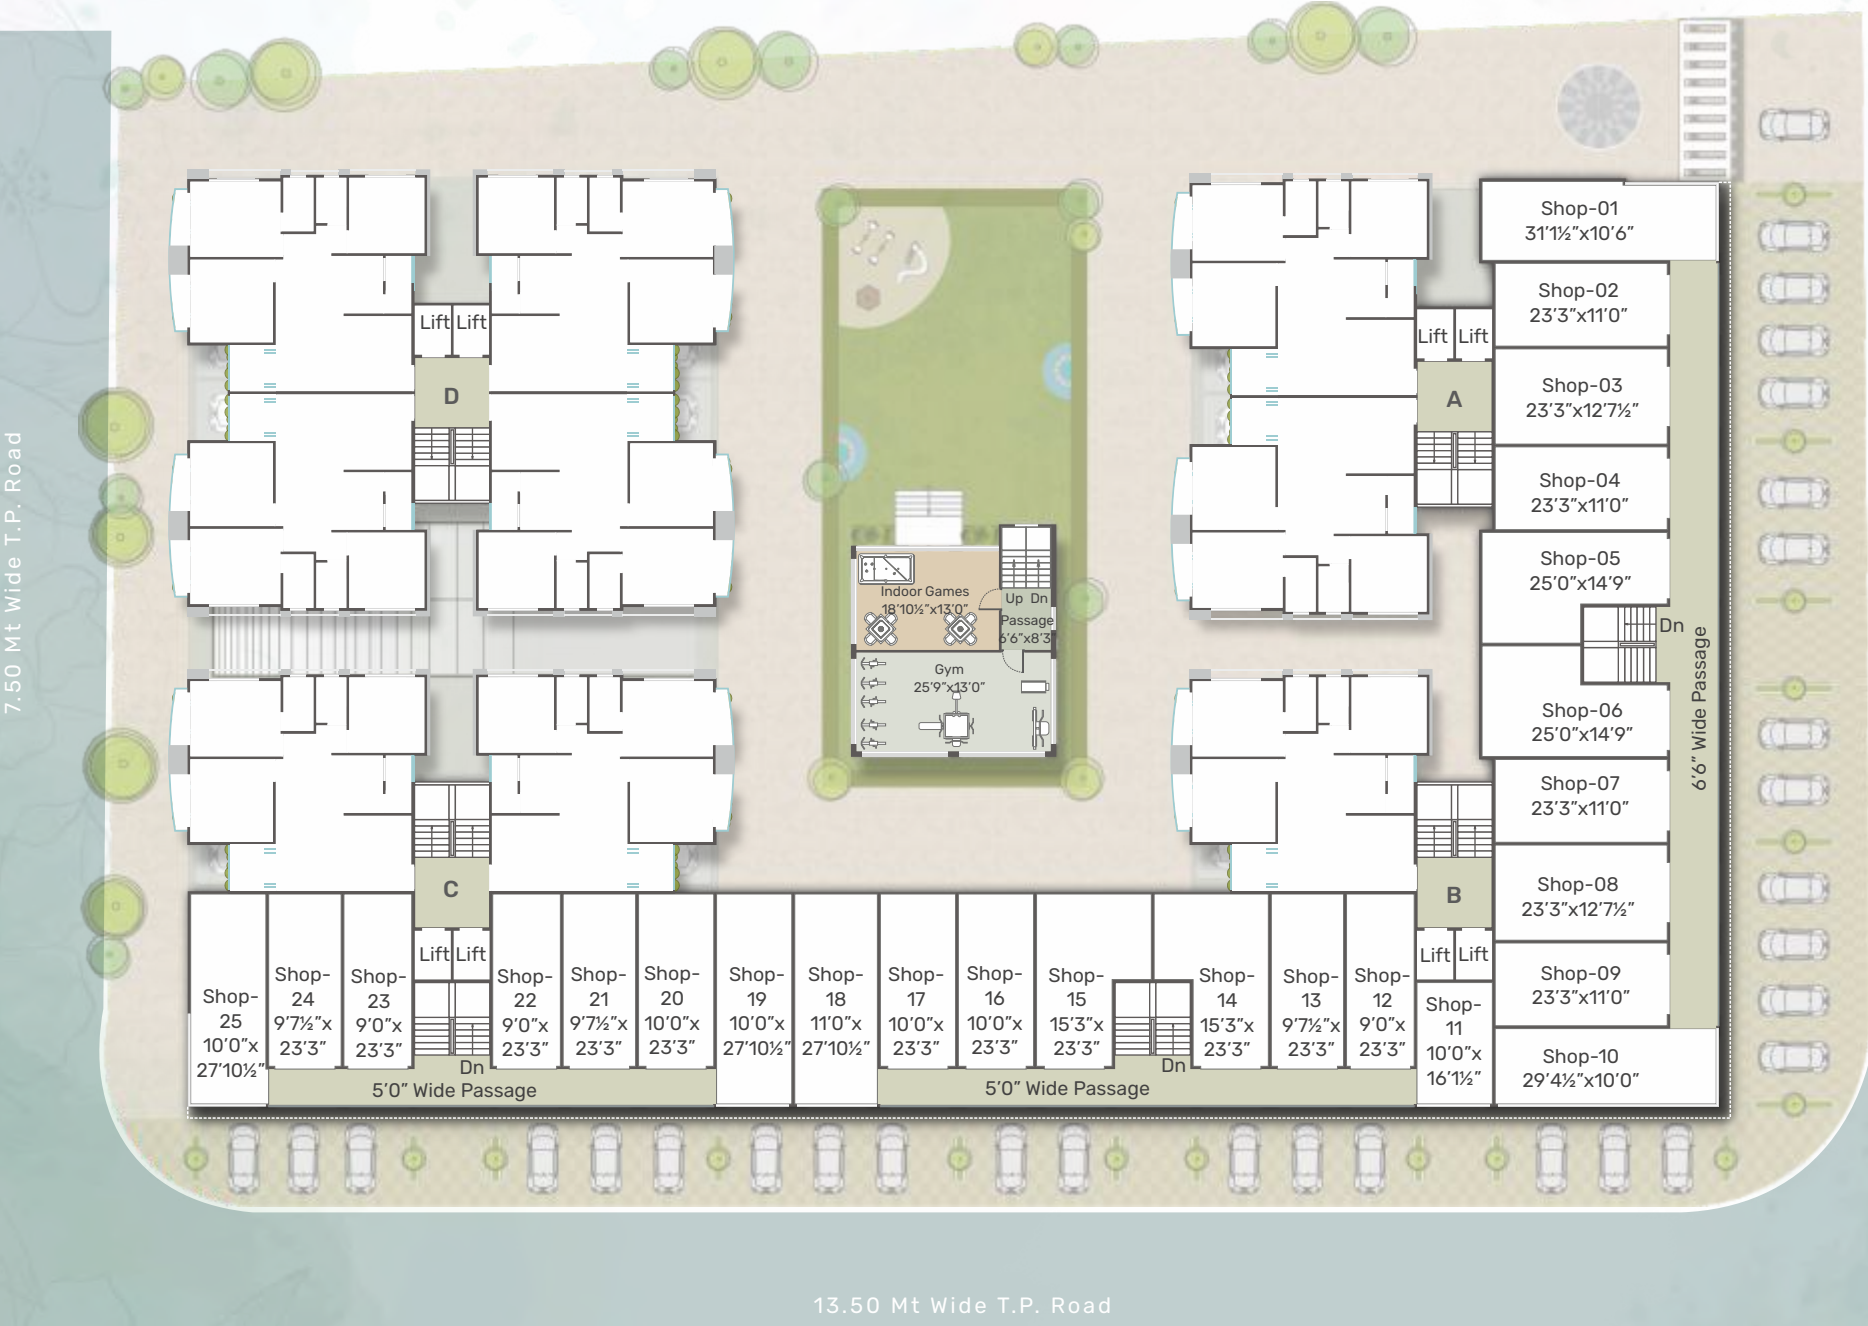 7.50 Mt Wide T.P. Road
Lift Lift
D
C
Lift Lift
Indoor Games
18'10½"x13'0"
Up Dn
Passage
6'6"x8'3"
Gym
25'9"x13'0"
Lift Lift
A
B
Lift Lift
Shop-01
31'1½"x10'6"
Shop-02
23'3"x11'0"
Shop-03
23'3"x12'7½"
Shop-04
23'3"x11'0"
Shop-05
25'0"x14'9"
Dn
6'6" Wide Passage
Shop-06
25'0"x14'9"
Shop-07
23'3"x11'0"
Shop-08
23'3"x12'7½"
Shop-09
23'3"x11'0"
Shop-10
29'4½"x10'0"
Shop-
25
10'0"x
27'10½"
Shop-
24
9'7½"x
23'3"
Shop-
23
9'0"x
23'3"
Dn
Shop-
22
9'0"x
23'3"
Shop-
21
9'7½"x
23'3"
Shop-
20
10'0"x
23'3"
Shop-
19
10'0"x
27'10½"
Shop-
18
11'0"x
27'10½"
Shop-
17
10'0"x
23'3"
Shop-
16
10'0"x
23'3"
Shop-
15
15'3"x
23'3"
Dn
Shop-
14
15'3"x
23'3"
Shop-
13
9'7½"x
23'3"
Shop-
12
9'0"x
23'3"
Shop-
11
10'0"x
16'1½"
5'0" Wide Passage
5'0" Wide Passage
13.50 Mt Wide T.P. Road